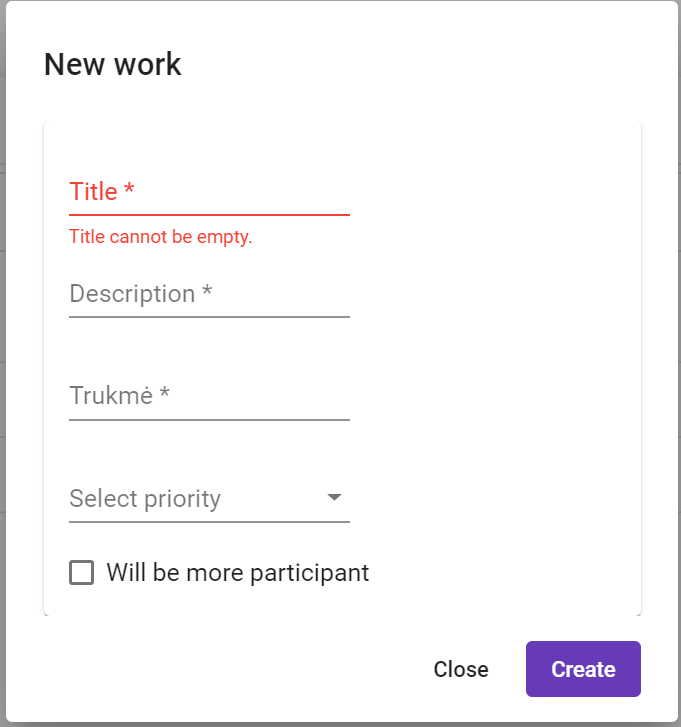 New work
Title *
Title cannot be empty.
Description *
Trukmė *
Select priority
Will be more participant
Close Create